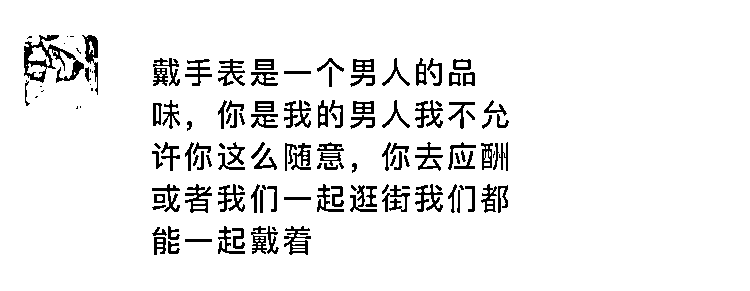 戴手表是一个男人的品
味，你是我的男人我不允
许你这么随意，你去应酬
或者我们一起逛街我们都
能一起戴着